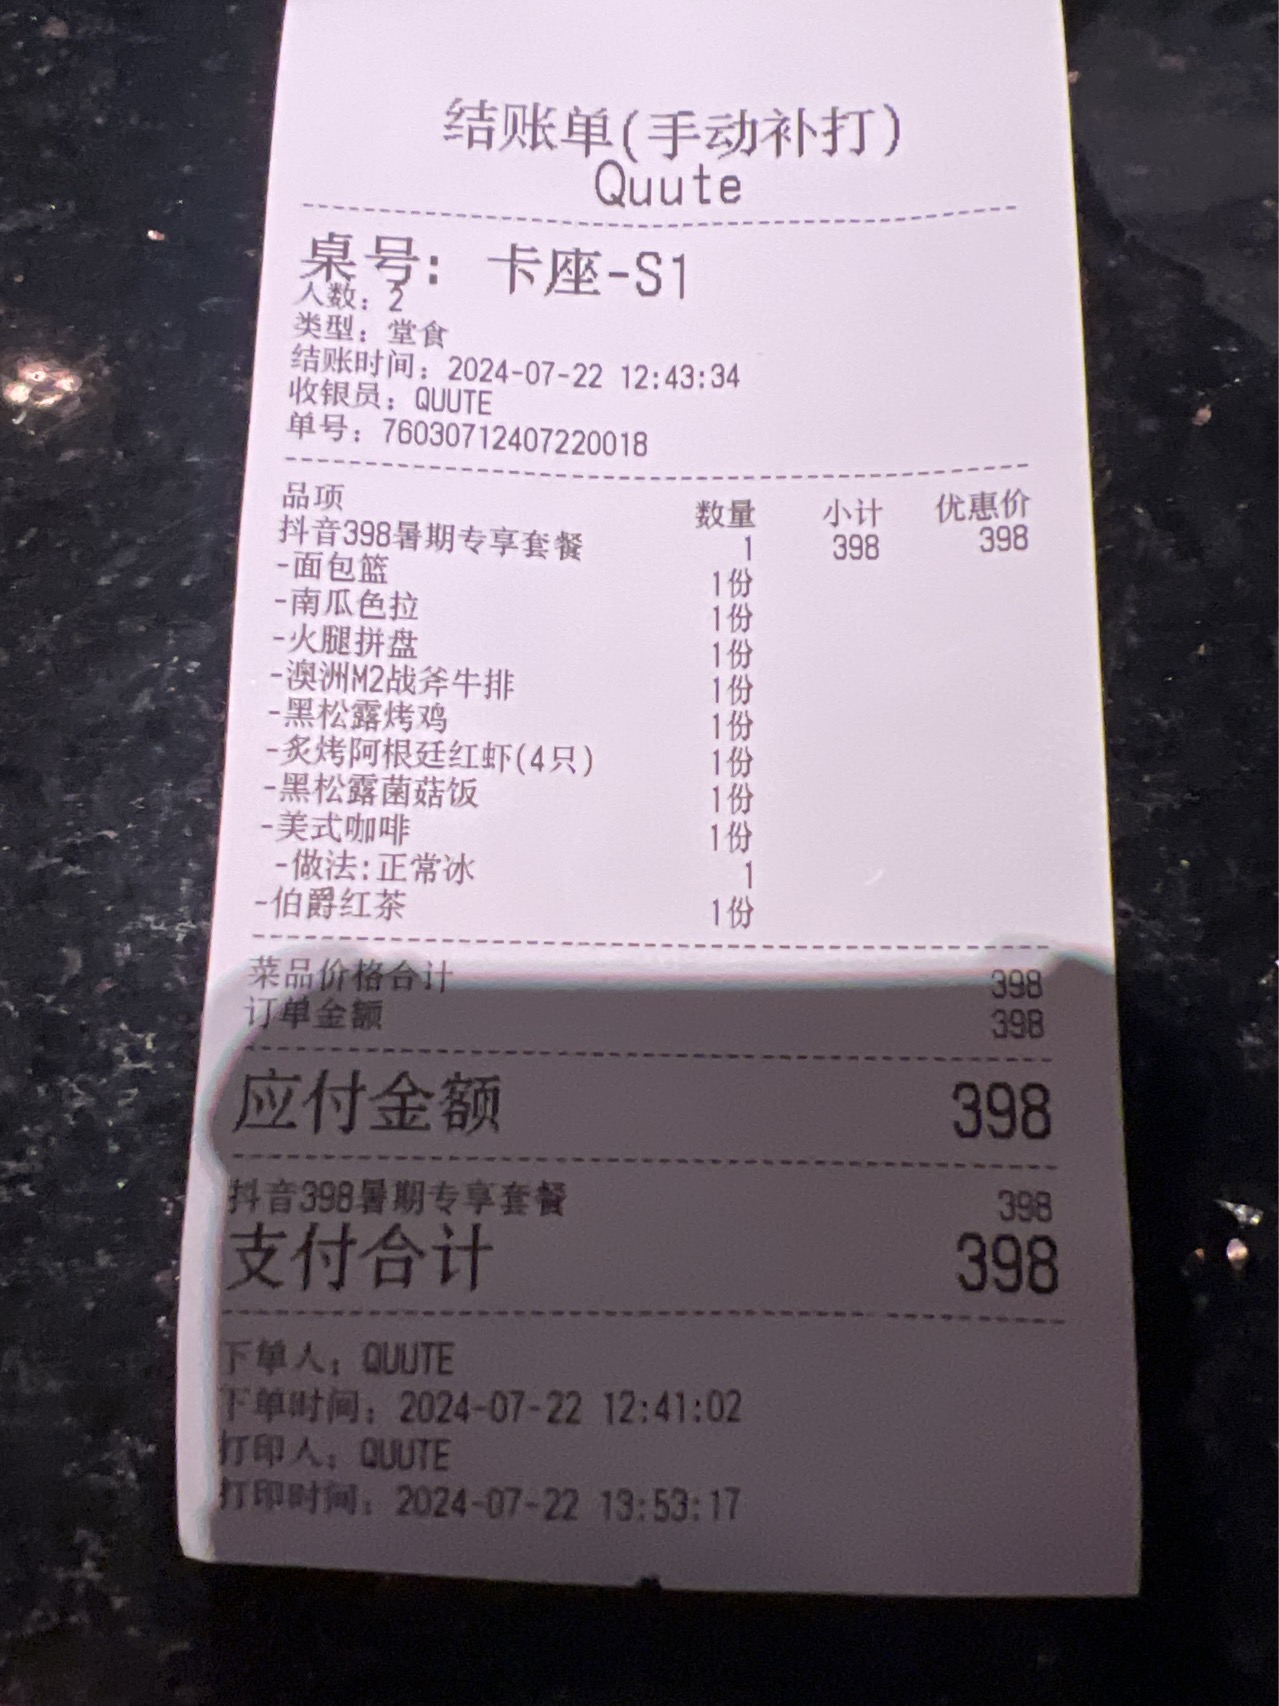 结账单(手动补打)
Quute
桌号: 卡座-S1
人数: 2
类型: 堂食
结账时间: 2024-07-22 12:43:34
收银员: QUUTE
单号: 76030712407220018
品项 数量 小计 优惠价
抖音398暑期专享套餐 1 398 398
-面包篮 1份
-南瓜色拉 1份
-火腿拼盘 1份
-澳洲M2战斧牛排 1份
-黑松露烤鸡 1份
-炙烤阿根廷红虾(4只) 1份
-黑松露菌菇饭 1份
-美式咖啡 1份
-做法:正常冰 1
-伯爵红茶 1份
菜品价格合计 398
订单金额 398
应付金额 398
抖音398暑期专享套餐 398
支付合计 398
下单人: QUUTE
下单时间: 2024-07-22 12:41:02
打印人: QUUTE
打印时间: 2024-07-22 13:53:17